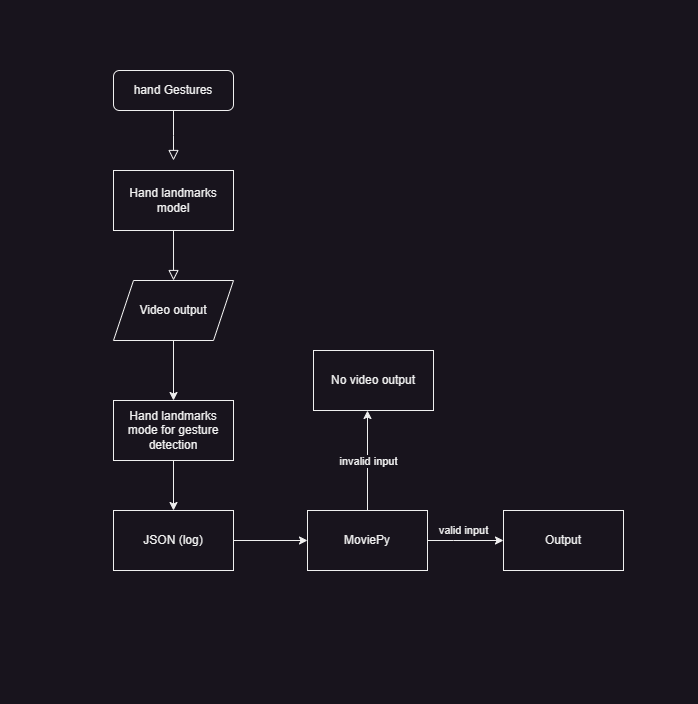 hand Gestures
Hand landmarks
model
Video output
Hand landmarks
mode for gesture
detection
No video output
invalid input
JSON (log)
MoviePy
valid input
Output